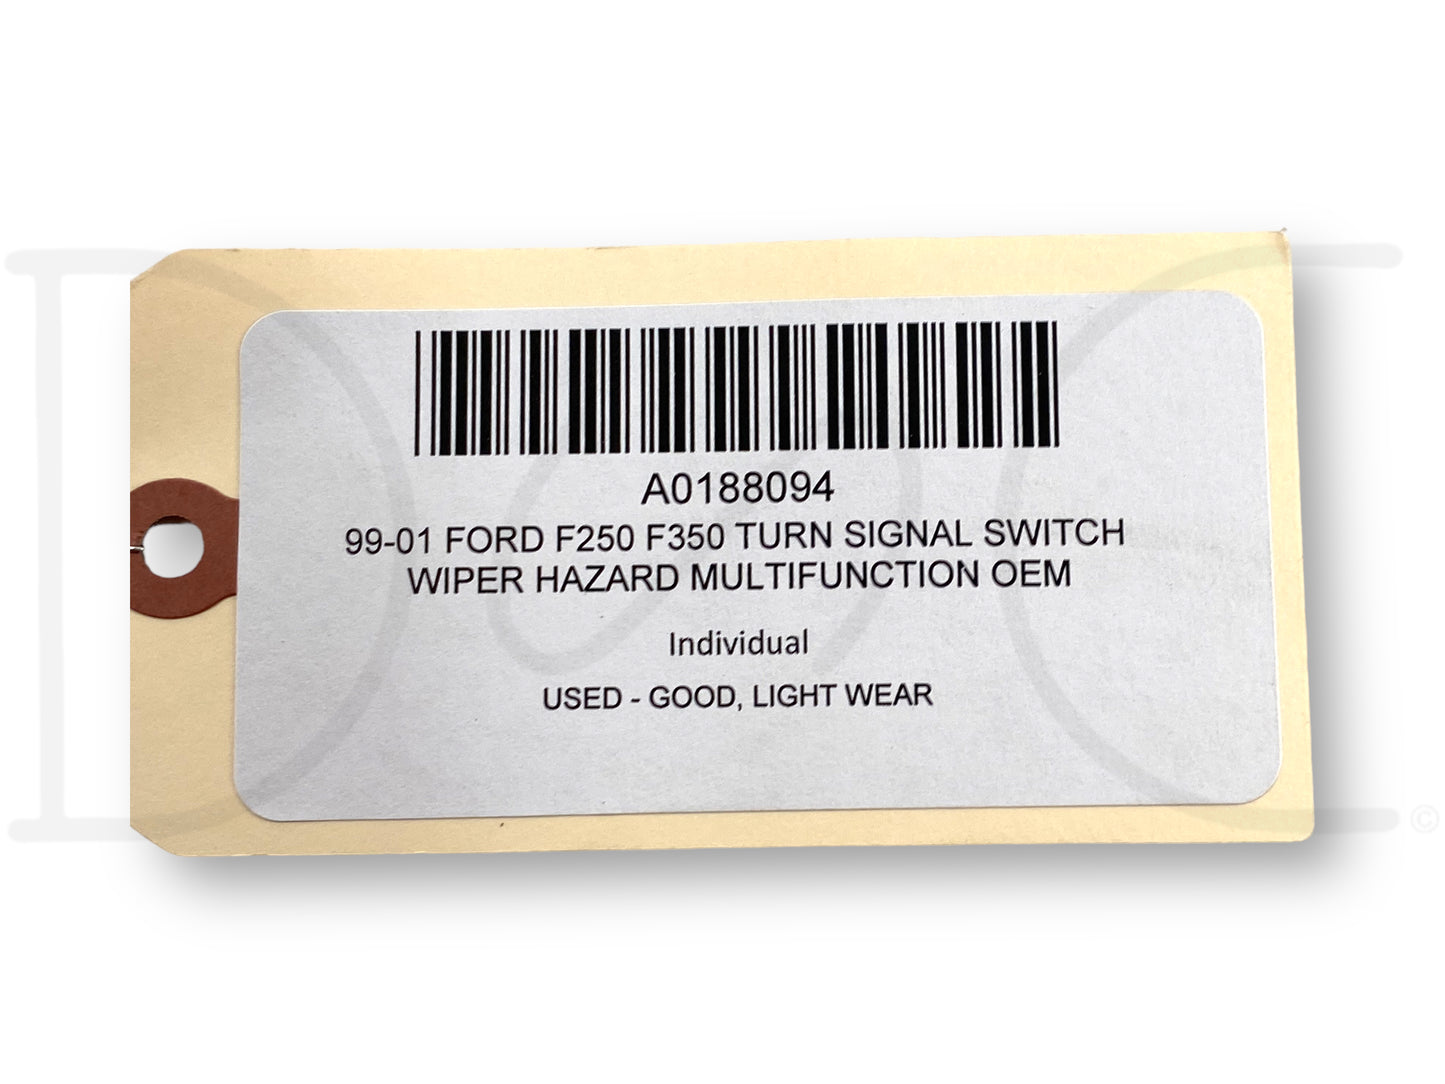 A0188094
99-01 FORD F250 F350 TURN SIGNAL SWITCH
WIPER HAZARD MULTIFUNCTION OEM
Individual
USED - GOOD, LIGHT WEAR
©